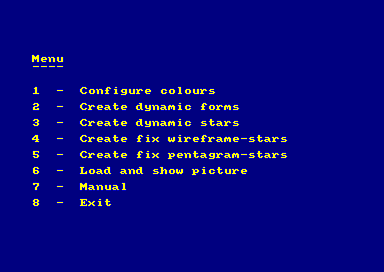 Menu
----
1 - Configure colours
2 - Create dynamic forms
3 - Create dynamic stars
4 - Create fix wireframe-stars
5 - Create fix pentagram-stars
6 - Load and show picture
7 - Manual
8 - Exit